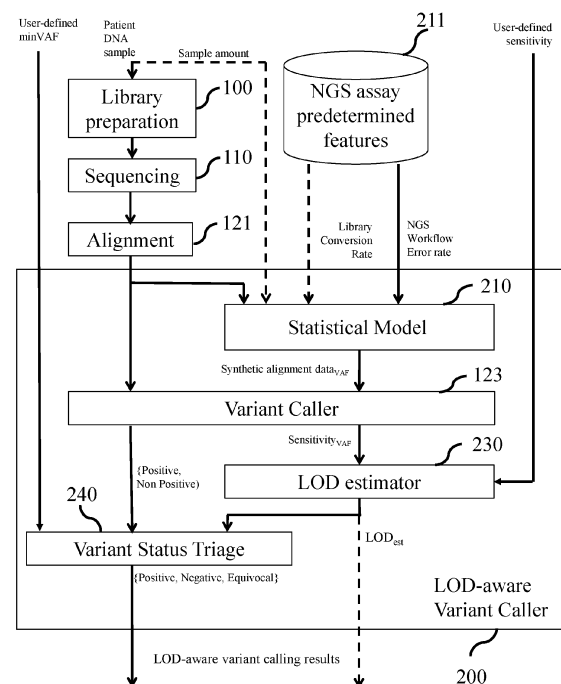 User-defined
minVAF
Patient
DNA
sample
Sample amount
211
User-defined
sensitivity
100
Library
preparation
NGS assay
predetermined
features
110
Sequencing
121
Alignment
Library
Conversion
Rate
NGS
Workflow
Error rate
210
Statistical Model
Synthetic alignment dataVAF
123
Variant Caller
SensitivityVAF
{Positive,
Non Positive)
230
LOD estimator
240
Variant Status Triage
LODest
{Positive, Negative, Equivocal}
LOD-aware
Variant Caller
LOD-aware variant calling results
200